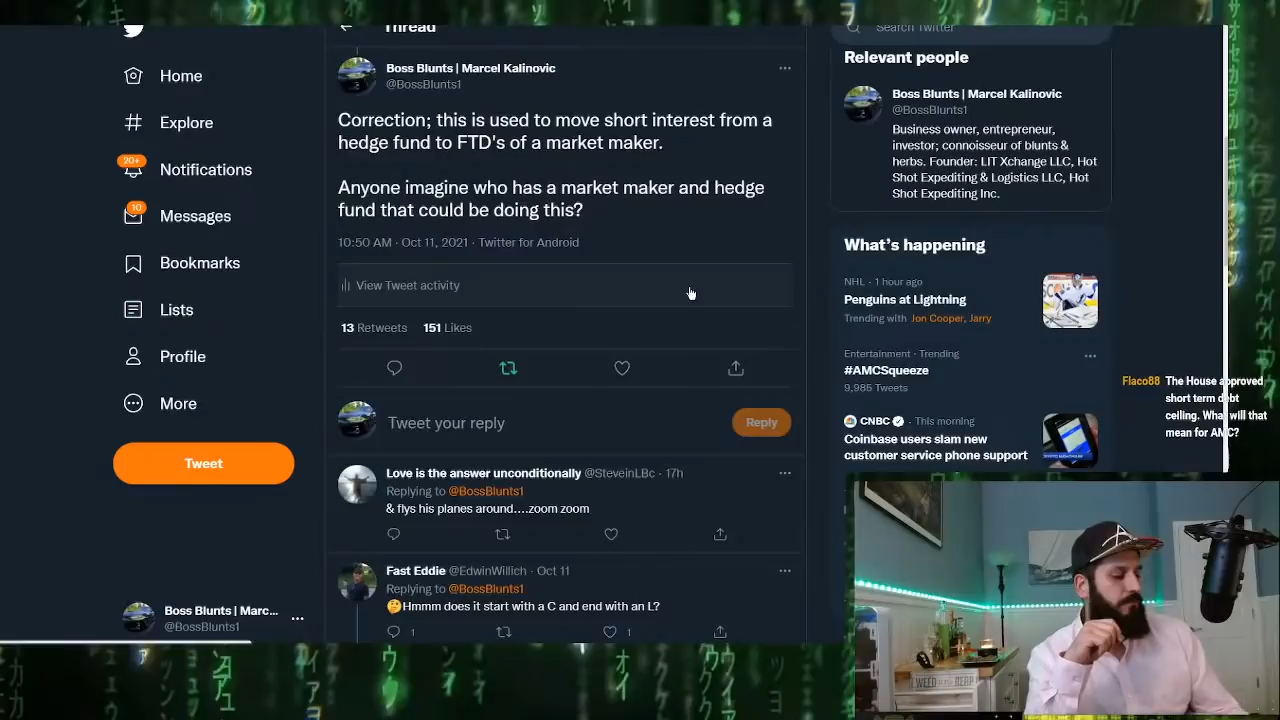 Thread
Search Twitter
Home
Explore
20+
Notifications
10
Messages
Bookmarks
Lists
Profile
More
Tweet
Boss Blunts | Marc...
@BossBlunts1
Boss Blunts | Marcel Kalinovic
@BossBlunts1
Correction; this is used to move short interest from a
hedge fund to FTD's of a market maker.
Anyone imagine who has a market maker and hedge
fund that could be doing this?
10:50 AM · Oct 11, 2021 · Twitter for Android
View Tweet activity
13 Retweets 151 Likes
Tweet your reply
Reply
Love is the answer unconditionally @SteveinLBc · 17h
Replying to @BossBlunts1
& flys his planes around....zoom zoom
Fast Eddie @EdwinWillich · Oct 11
Replying to @BossBlunts1
🤔Hmmm does it start with a C and end with an L?
1
1
Relevant people
Boss Blunts | Marcel Kalinovic
@BossBlunts1
Business owner, entrepreneur,
investor; connoisseur of blunts &
herbs. Founder: LIT Xchange LLC, Hot
Shot Expediting & Logistics LLC, Hot
Shot Expediting Inc.
What's happening
NHL · 1 hour ago
Penguins at Lightning
Trending with Jon Cooper, Jarry
Entertainment · Trending
#AMCSqueeze
9,985 Tweets
CNBC · This morning
Coinbase users slam new
customer service phone support
Flaco88 The House approved
short term debt
ceiling. What will that
mean for AMC?